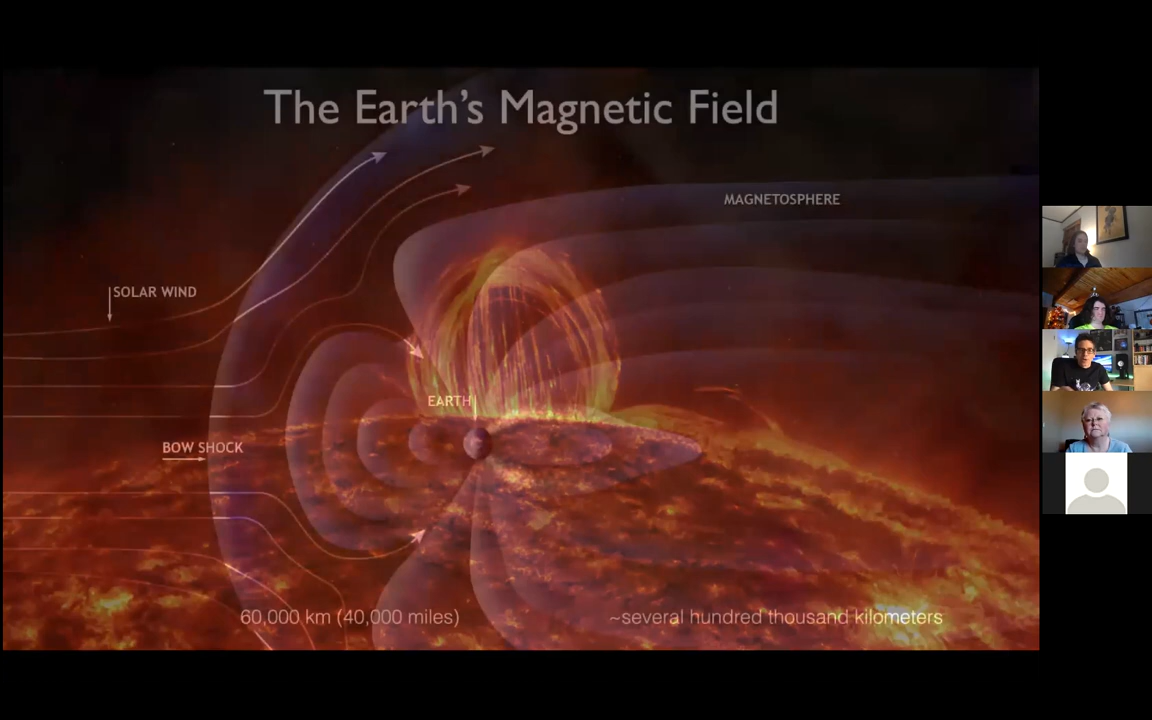 The Earth's Magnetic Field
MAGNETOSPHERE
SOLAR WIND
EARTH
BOW SHOCK
60,000 km (40,000 miles)
~several hundred thousand kilometers